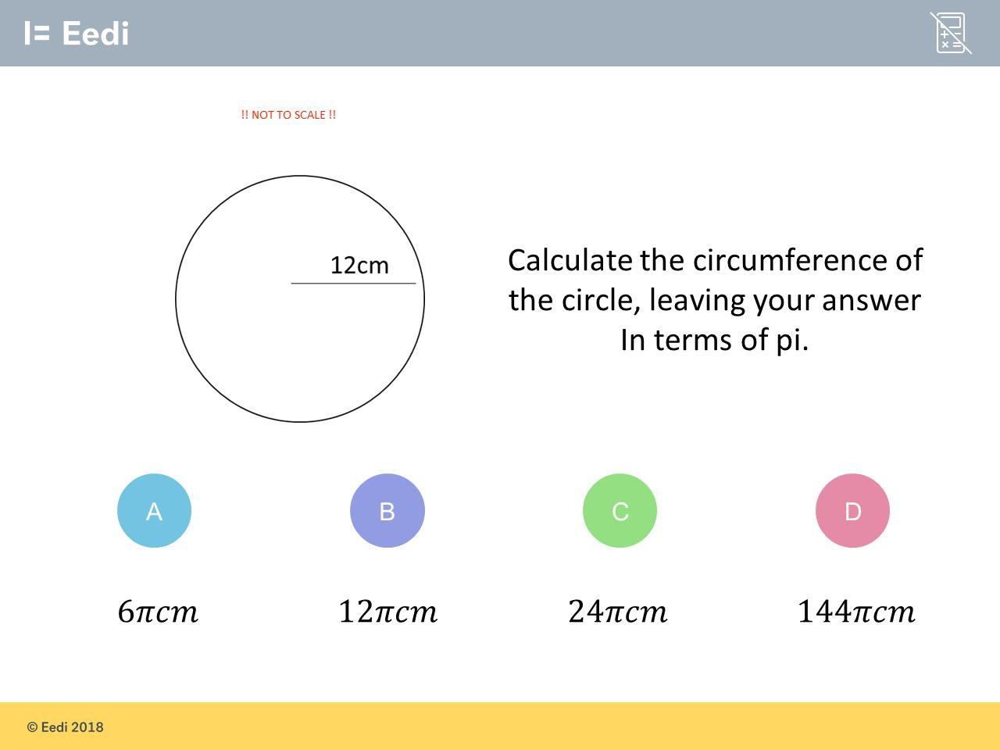 Eedi
!! NOT TO SCALE !!
12cm
Calculate the circumference of
the circle, leaving your answer
In terms of pi.
A
B
C
D
6𝜋𝑐𝑚
12𝜋𝑐𝑚
24𝜋𝑐𝑚
144𝜋𝑐𝑚
© Eedi 2018